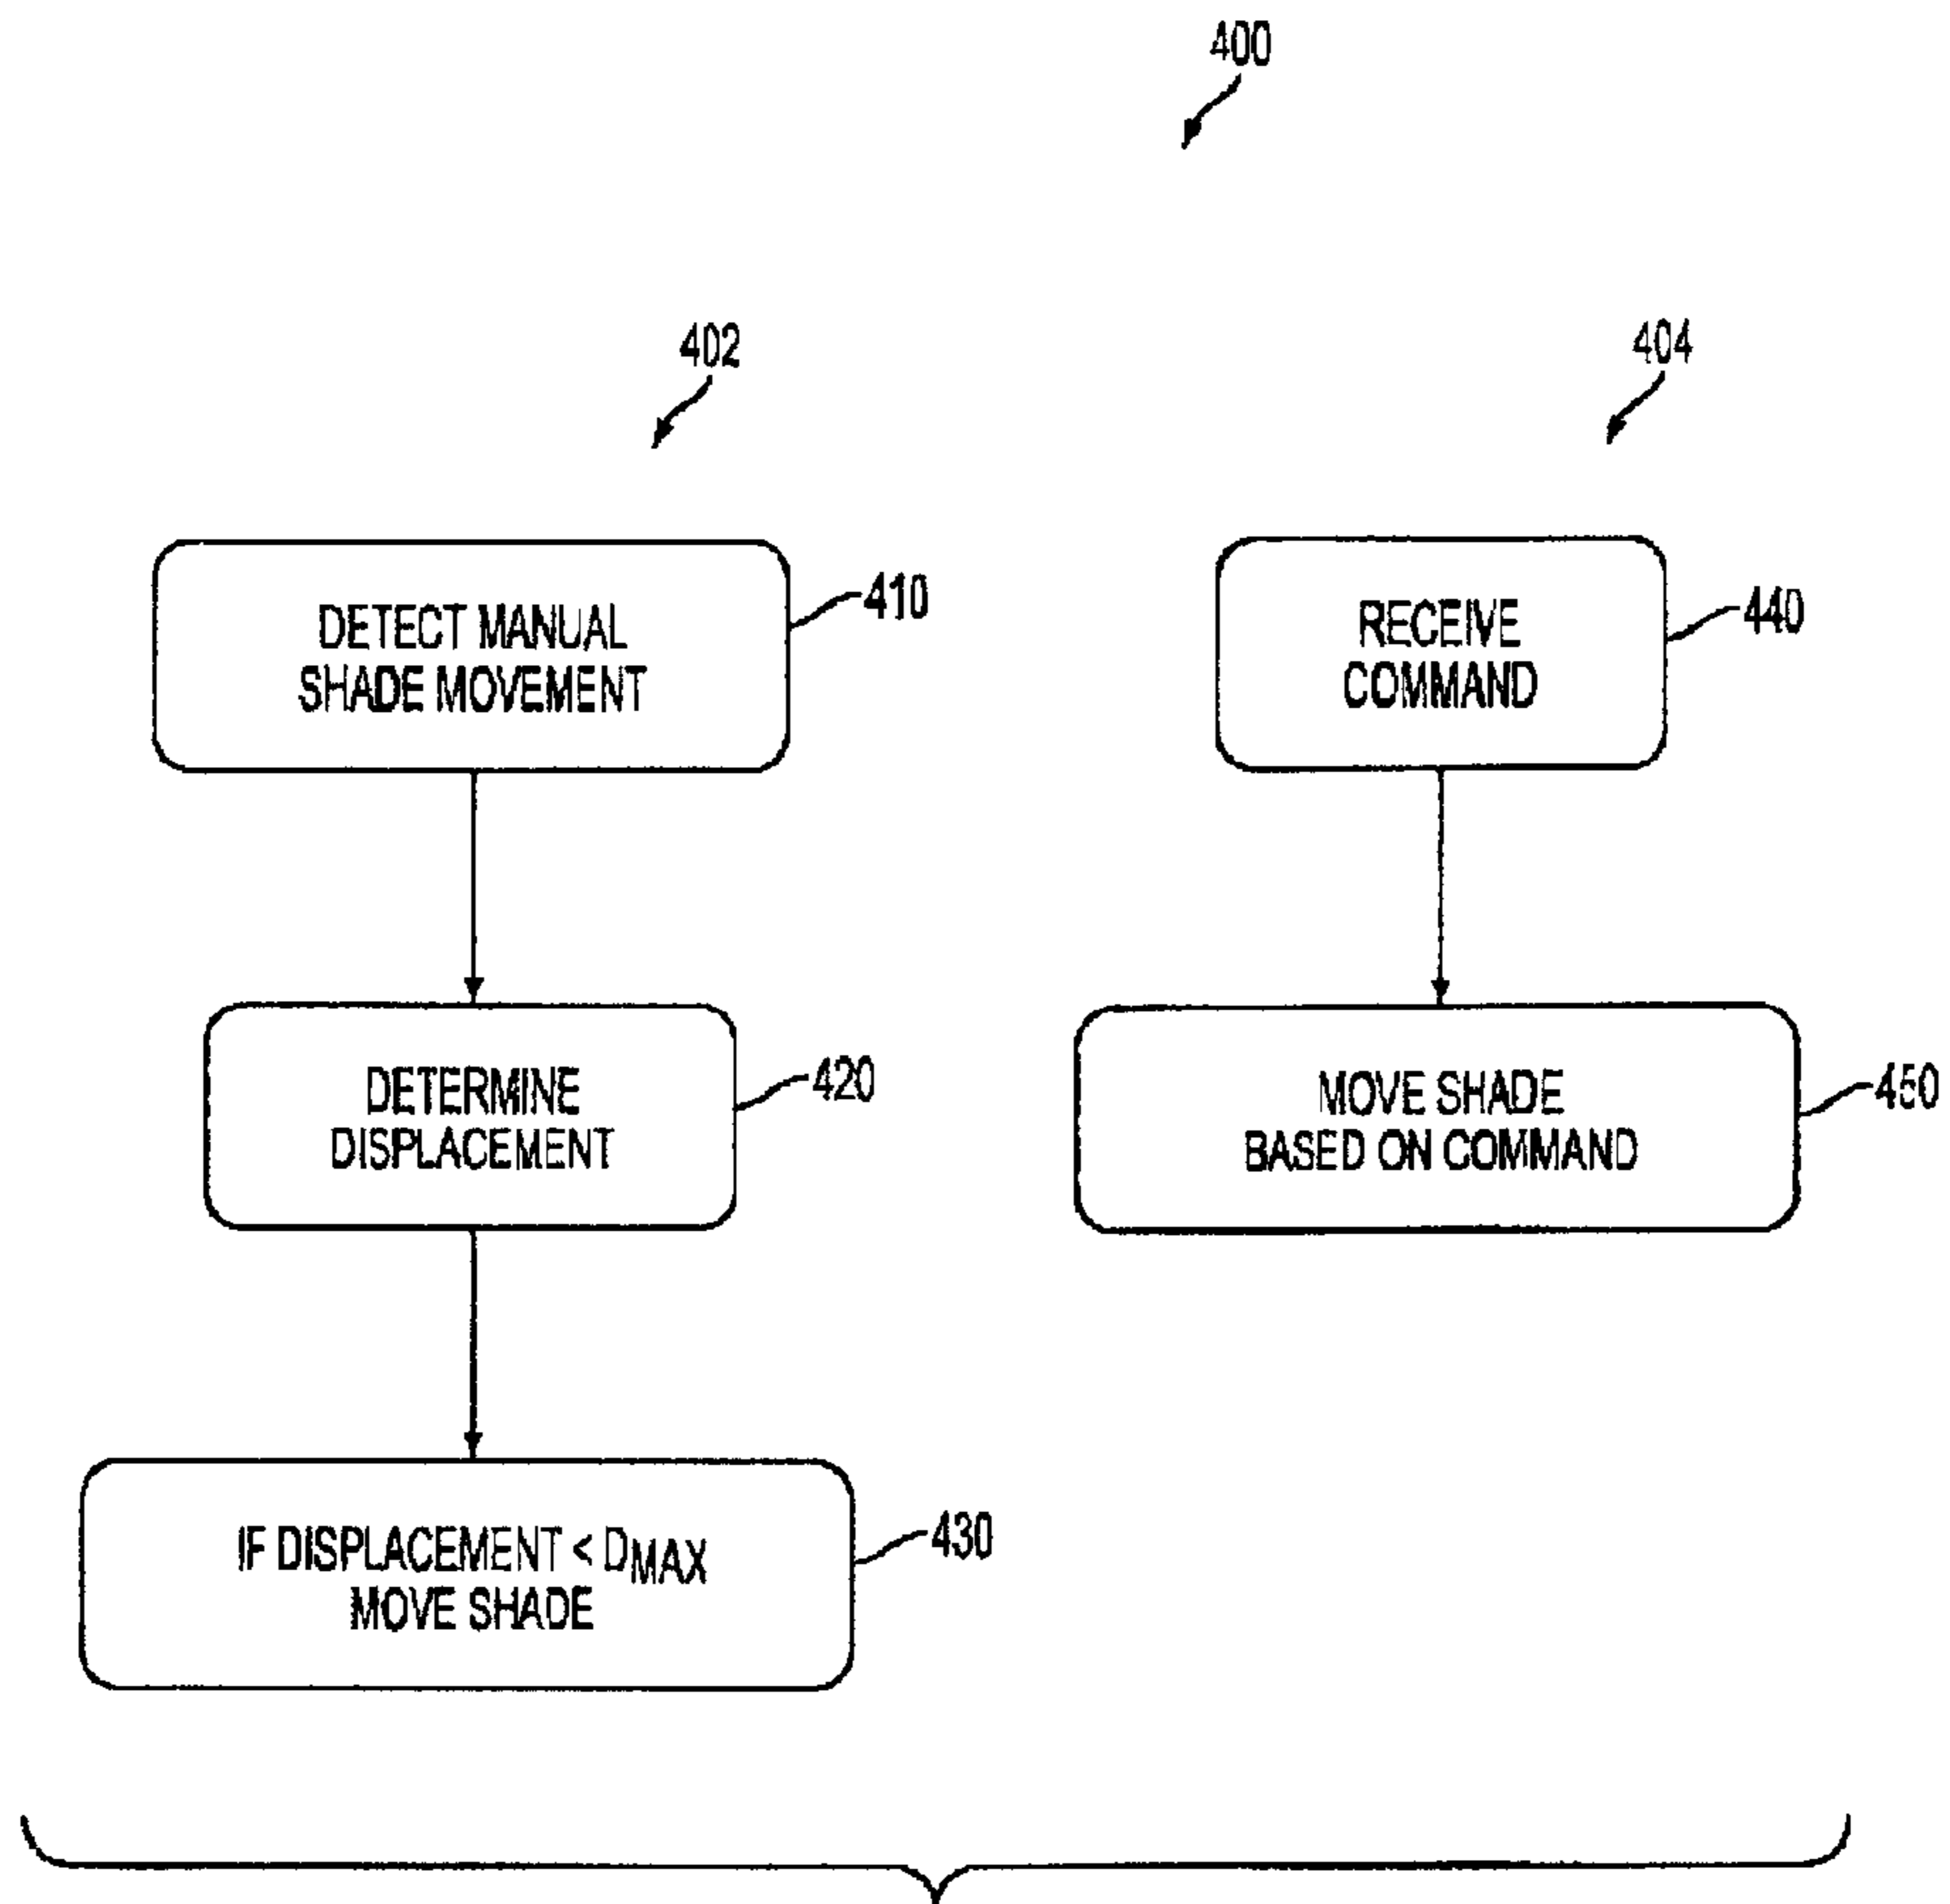 400
402
404
DETECT MANUAL
SHADE MOVEMENT
410
RECEIVE
COMMAND
440
DETERMINE
DISPLACEMENT
420
MOVE SHADE
BASED ON COMMAND
450
IF DISPLACEMENT < DMAX
MOVE SHADE
430